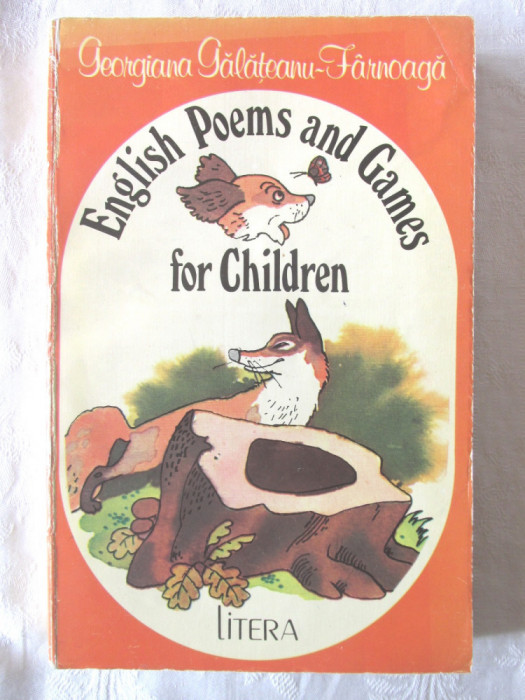 Georgiana Gălățeanu-Fârnoagă
English Poems and Games
for Children
LiTERA